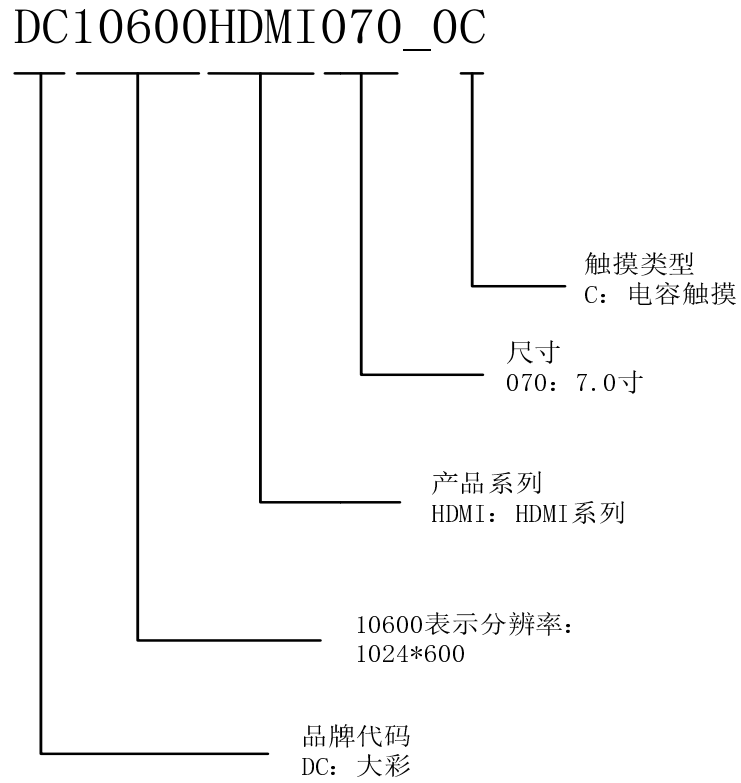 DC10600HDMI070_0C
触摸类型
C：电容触摸
尺寸
070：7.0寸
产品系列
HDMI：HDMI系列
10600表示分辨率：
1024*600
品牌代码
DC：大彩